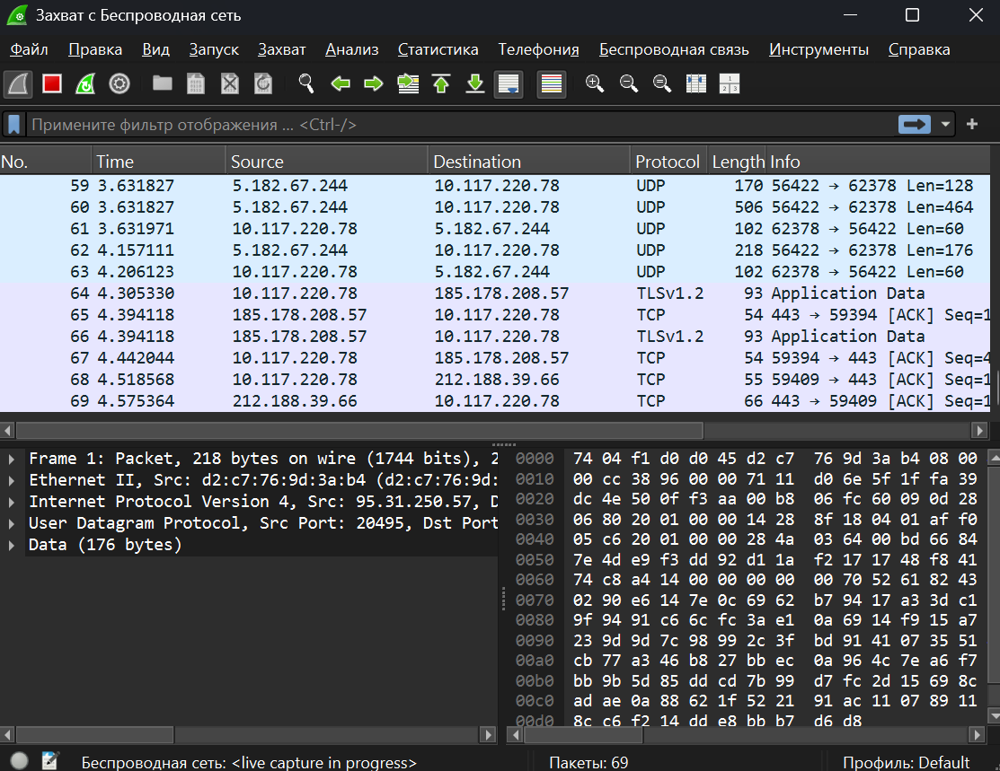 Захват с Беспроводная сеть
Файл Правка Вид Запуск Захват Анализ Статистика Телефония Беспроводная связь Инструменты Справка
Примените фильтр отображения ... <Ctrl-/>
No. Time Source Destination Protocol Length Info
59 3.631827 5.182.67.244 10.117.220.78 UDP 170 56422 → 62378 Len=128
60 3.631827 5.182.67.244 10.117.220.78 UDP 506 56422 → 62378 Len=464
61 3.631971 10.117.220.78 5.182.67.244 UDP 102 62378 → 56422 Len=60
62 4.157111 5.182.67.244 10.117.220.78 UDP 218 56422 → 62378 Len=176
63 4.206123 10.117.220.78 5.182.67.244 UDP 102 62378 → 56422 Len=60
64 4.305330 10.117.220.78 185.178.208.57 TLSv1.2 93 Application Data
65 4.394118 185.178.208.57 10.117.220.78 TCP 54 443 → 59394 [ACK] Seq=1
66 4.394118 185.178.208.57 10.117.220.78 TLSv1.2 93 Application Data
67 4.442044 10.117.220.78 185.178.208.57 TCP 54 59394 → 443 [ACK] Seq=4
68 4.518568 10.117.220.78 212.188.39.66 TCP 55 59409 → 443 [ACK] Seq=1
69 4.575364 212.188.39.66 10.117.220.78 TCP 66 443 → 59409 [ACK] Seq=1
Frame 1: Packet, 218 bytes on wire (1744 bits), 2
Ethernet II, Src: d2:c7:76:9d:3a:b4 (d2:c7:76:9d:
Internet Protocol Version 4, Src: 95.31.250.57, D
User Datagram Protocol, Src Port: 20495, Dst Port
Data (176 bytes)
0000 74 04 f1 d0 d0 45 d2 c7 76 9d 3a b4 08 00
0010 00 cc 38 96 00 00 71 11 d0 6e 5f 1f fa 39
0020 dc 4e 50 0f f3 aa 00 b8 06 fc 60 09 0d 28
0030 06 80 20 01 00 00 14 28 8f 18 04 01 af f0
0040 05 c6 20 01 00 00 28 4a 03 64 00 bd 66 84
0050 7e 4d e9 f3 dd 92 d1 1a f2 17 17 48 f8 41
0060 74 c8 a4 14 00 00 00 00 00 70 52 61 82 43
0070 02 90 e6 14 7e 0c 69 62 b7 94 17 a3 3d c1
0080 9f 94 91 c6 6c fc 3a e1 0a 69 14 f9 15 a7
0090 23 9d 9d 7c 98 99 2c 3f bd 91 41 07 35 51
00a0 cb 77 a3 46 b8 27 bb ec 0a 96 4c 7e a6 f7
00b0 bb 9b 5d 85 dd cd 7b 99 d7 fc 2d 15 69 8c
00c0 ad ae 0a 88 62 1f 52 21 91 ac 11 07 89 11
00d0 8c c6 f2 14 dd e8 bb b7 d6 d8
Беспроводная сеть: <live capture in progress> Пакеты: 69 Профиль: Default